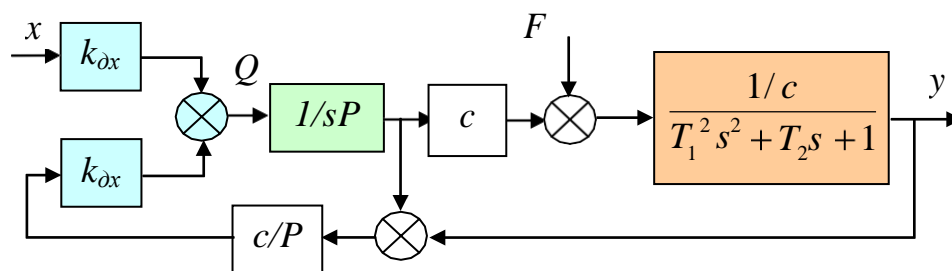 x
k∂x
Q
1/sP
c
F
1/c
T₁²s² + T₂s + 1
y
k∂x
c/P